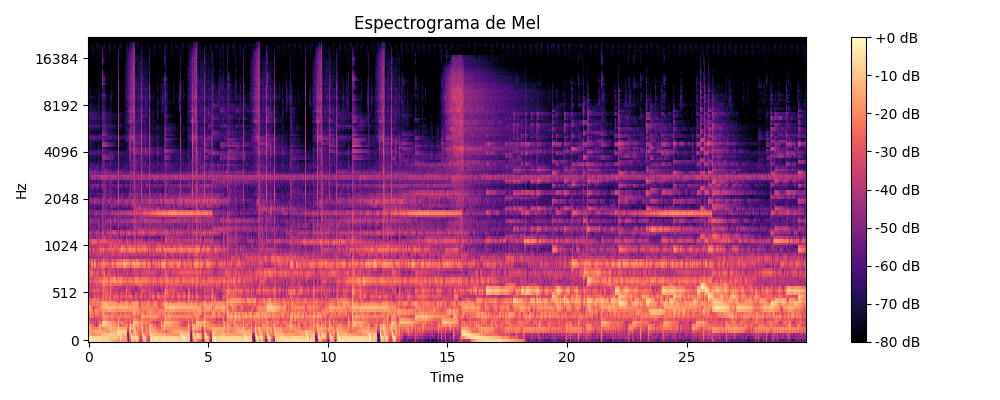 Espectrograma de Mel
Hz
16384
8192
4096
2048
1024
512
0
0 5 10 15 20 25
Time
+0 dB
-10 dB
-20 dB
-30 dB
-40 dB
-50 dB
-60 dB
-70 dB
-80 dB